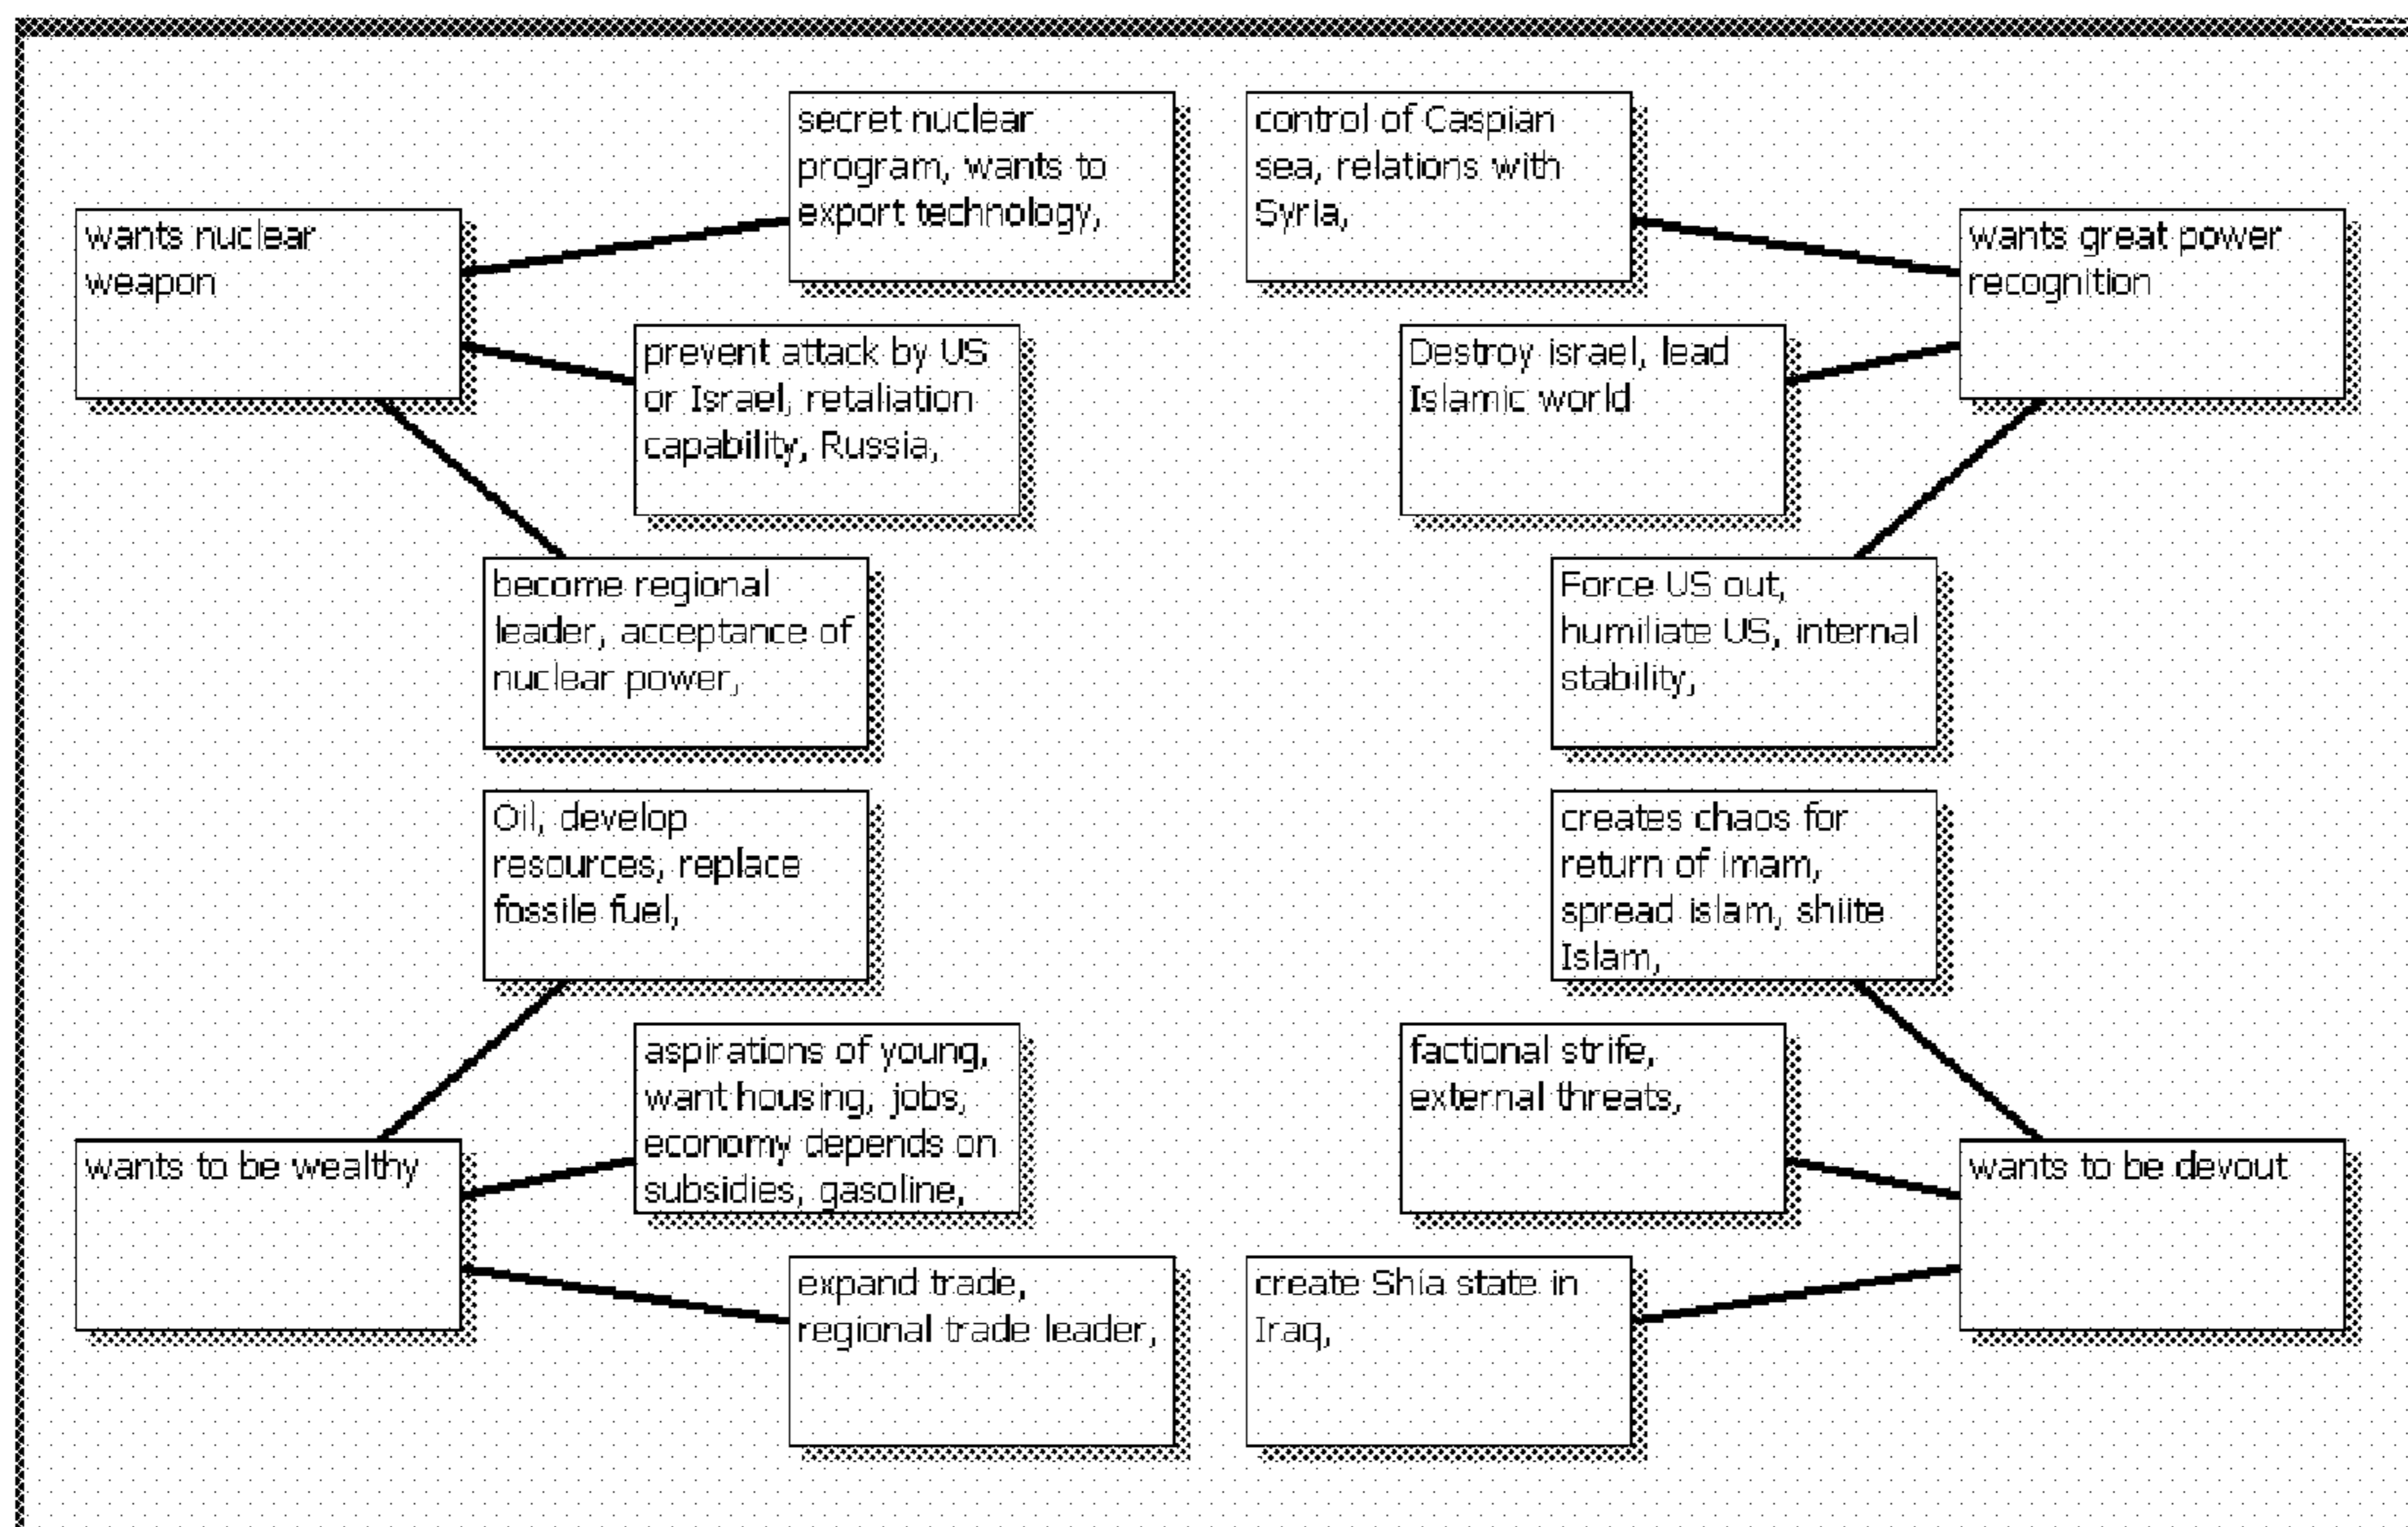 secret nuclear
program, wants to
export technology,
control of Caspian
sea, relations with
Syria,
wants nuclear
weapon
wants great power
recognition
prevent attack by US
or Israel, retaliation
capability, Russia,
Destroy israel, lead
Islamic world
become regional
leader, acceptance of
nuclear power,
Force US out,
humiliate US, internal
stability,
Oil, develop
resources, replace
fossile fuel,
creates chaos for
return of imam,
spread islam, shiite
Islam,
aspirations of young,
want housing, jobs,
economy depends on
subsidies, gasoline,
factional strife,
external threats,
wants to be wealthy
wants to be devout
expand trade,
regional trade leader,
create Shia state in
Iraq,